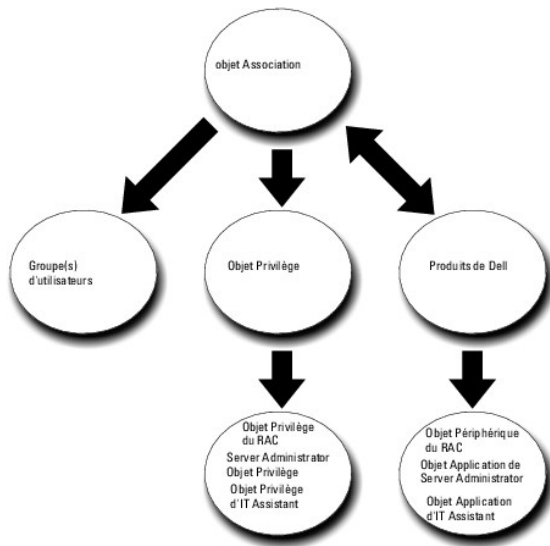 objet Association
Groupe(s)
d'utilisateurs
Objet Privilège
Produits de Dell
Objet Privilège
du RAC
Server Administrator
Objet Privilège
Objet Privilège
d'IT Assistant
Objet Périphérique
du RAC
Objet Application de
Server Administrator
Objet Application
d'IT Assistant